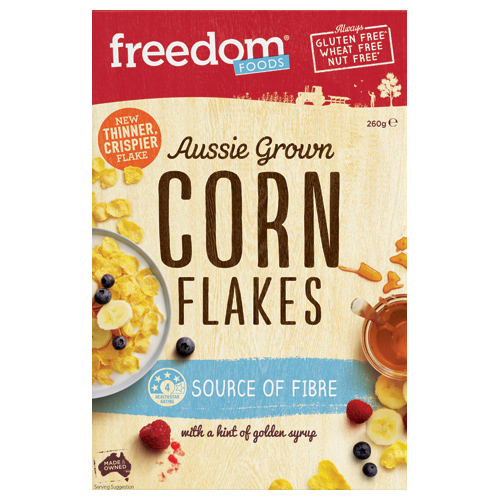 freedom®
FOODS
Always
GLUTEN FREE*
WHEAT FREE
NUT FREE*
260g e
NEW
THINNER,
CRISPIER
FLAKE
Aussie Grown
CORN
FLAKES
4
HEALTH STAR
RATING
SOURCE OF FIBRE
with a hint of golden syrup
MADE &
OWNED
Serving Suggestion